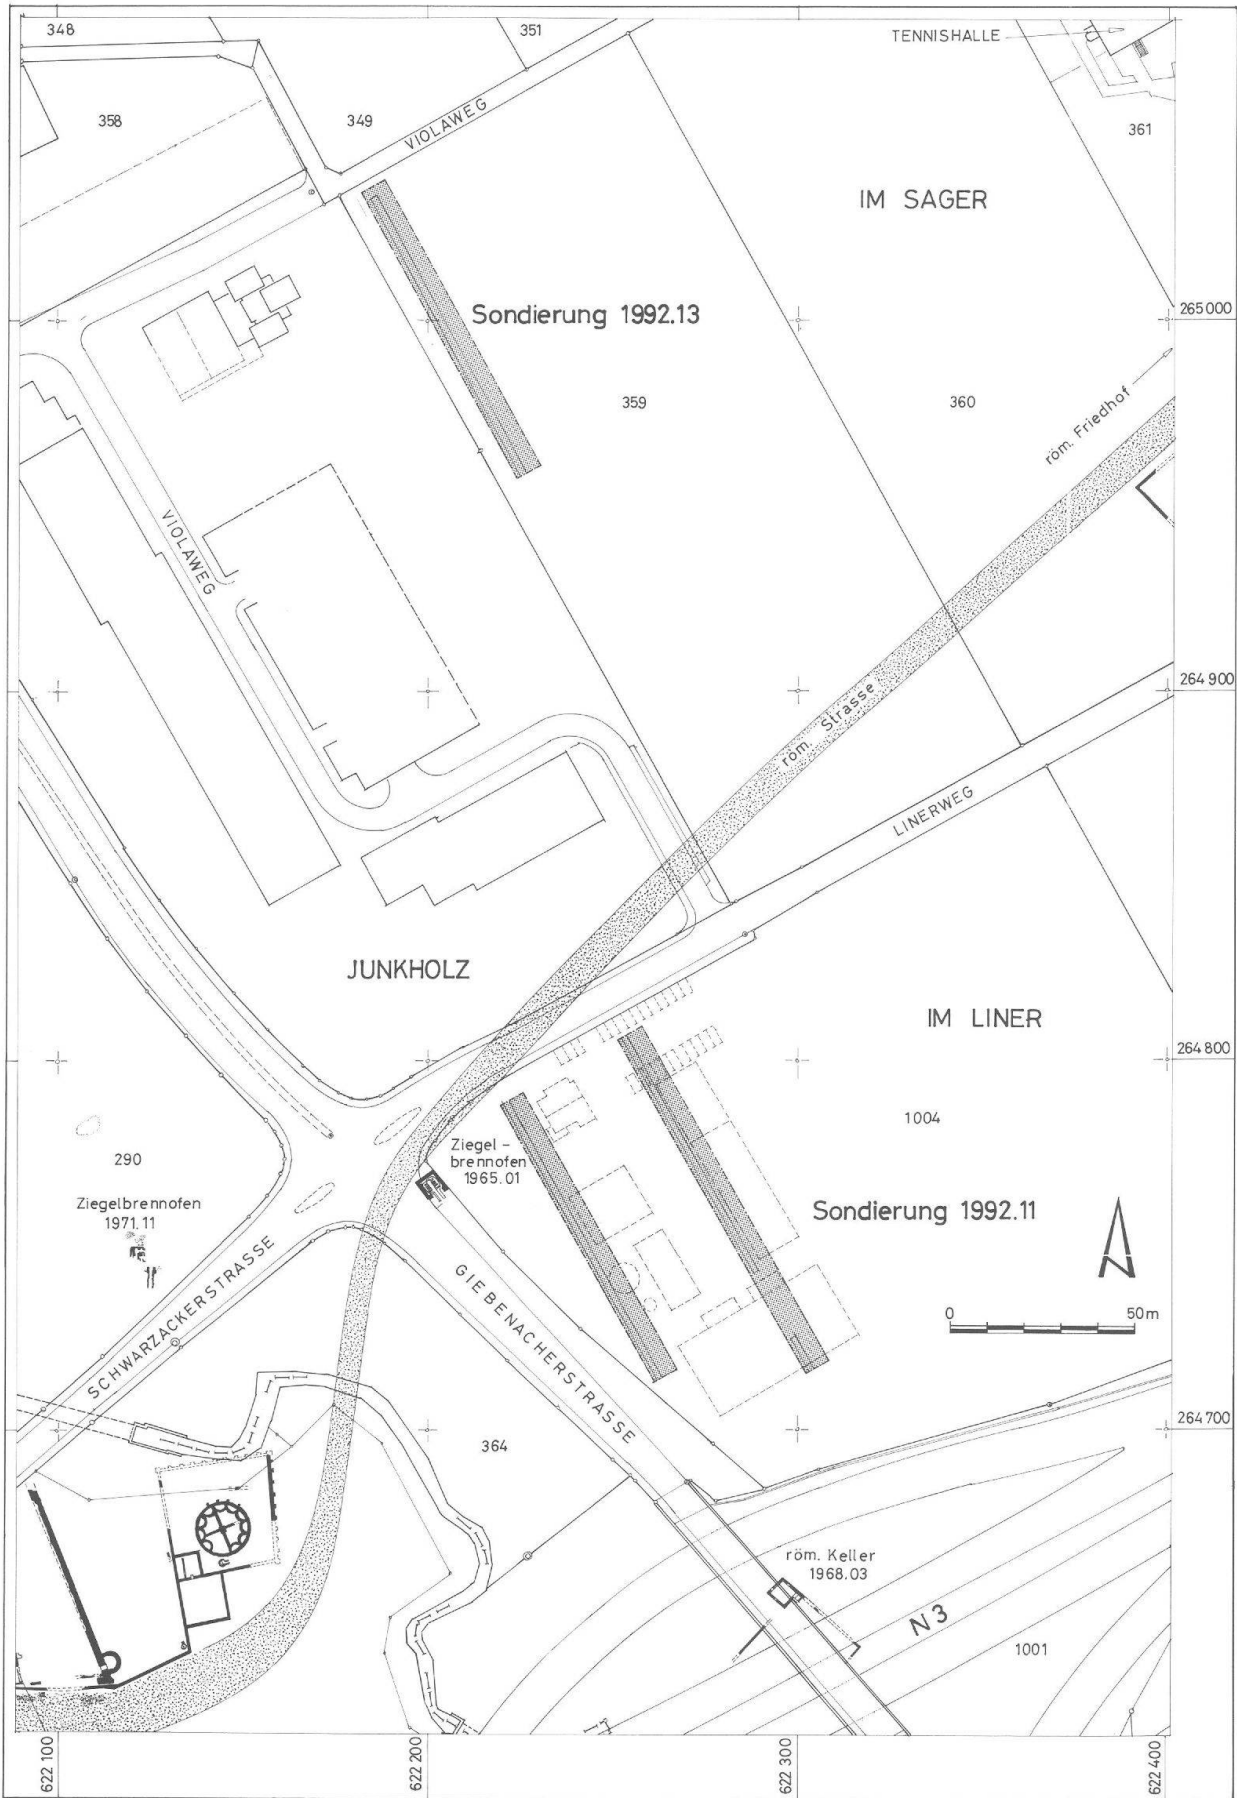 348
351
TENNISHALLE
358
349
VIOLAWEG
361
IM SAGER
Sondierung 1992.13
265 000
359
360
röm. Friedhof
VIOLAWEG
264 900
röm. Strasse
LINERWEG
JUNKHOLZ
IM LINER
264 800
1004
Ziegel-
brennofen
1965.01
290
Ziegelbrennofen
1971.11
Sondierung 1992.11
SCHWARZACKERSTRASSE
GIEBENACHERSTRASSE
0 50m
264 700
364
röm. Keller
1968.03
N 3
1001
622 100
622 200
622 300
622 400